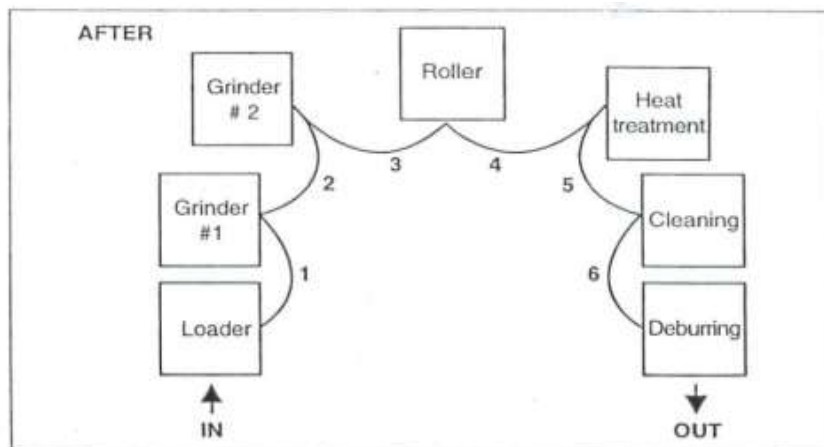 AFTER
Grinder
# 2
Roller
Heat
treatment
2
3
4
5
Grinder
#1
Cleaning
1
6
Loader
Deburring
IN
OUT